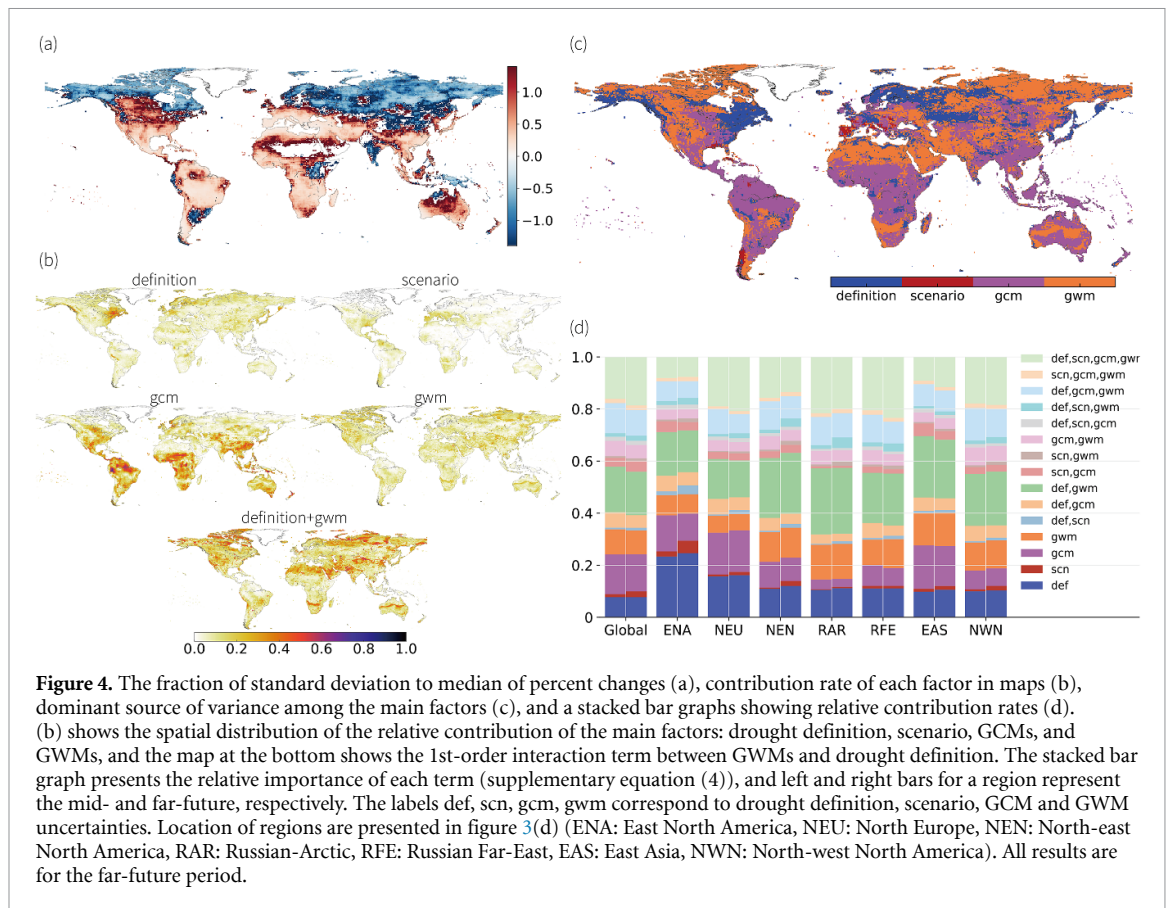 (a)
1.0
0.5
0.0
−0.5
−1.0
(c)
definition
scenario
gcm
gwm
(b)
definition
scenario
gcm
gwm
definition+gwm
0.0
0.2
0.4
0.6
0.8
1.0
(d)
1.0
0.8
0.6
0.4
0.2
0
Global
ENA
NEU
NEN
RAR
RFE
EAS
NWN
def,scn,gcm,gwr
scn,gcm,gwm
def,gcm,gwm
def,scn,gwm
def,scn,gcm
gcm,gwm
scn,gwm
scn,gcm
def,gwm
def,gcm
def,scn
gwm
gcm
scn
def
Figure 4. The fraction of standard deviation to median of percent changes (a), contribution rate of each factor in maps (b),
dominant source of variance among the main factors (c), and a stacked bar graphs showing relative contribution rates (d).
(b) shows the spatial distribution of the relative contribution of the main factors: drought definition, scenario, GCMs, and
GWMs, and the map at the bottom shows the 1st-order interaction term between GWMs and drought definition. The stacked bar
graph presents the relative importance of each term (supplementary equation (4)), and left and right bars for a region represent
the mid- and far-future, respectively. The labels def, scn, gcm, gwm correspond to drought definition, scenario, GCM and GWM
uncertainties. Location of regions are presented in figure 3(d) (ENA: East North America, NEU: North Europe, NEN: North-east
North America, RAR: Russian-Arctic, RFE: Russian Far-East, EAS: East Asia, NWN: North-west North America). All results are
for the far-future period.